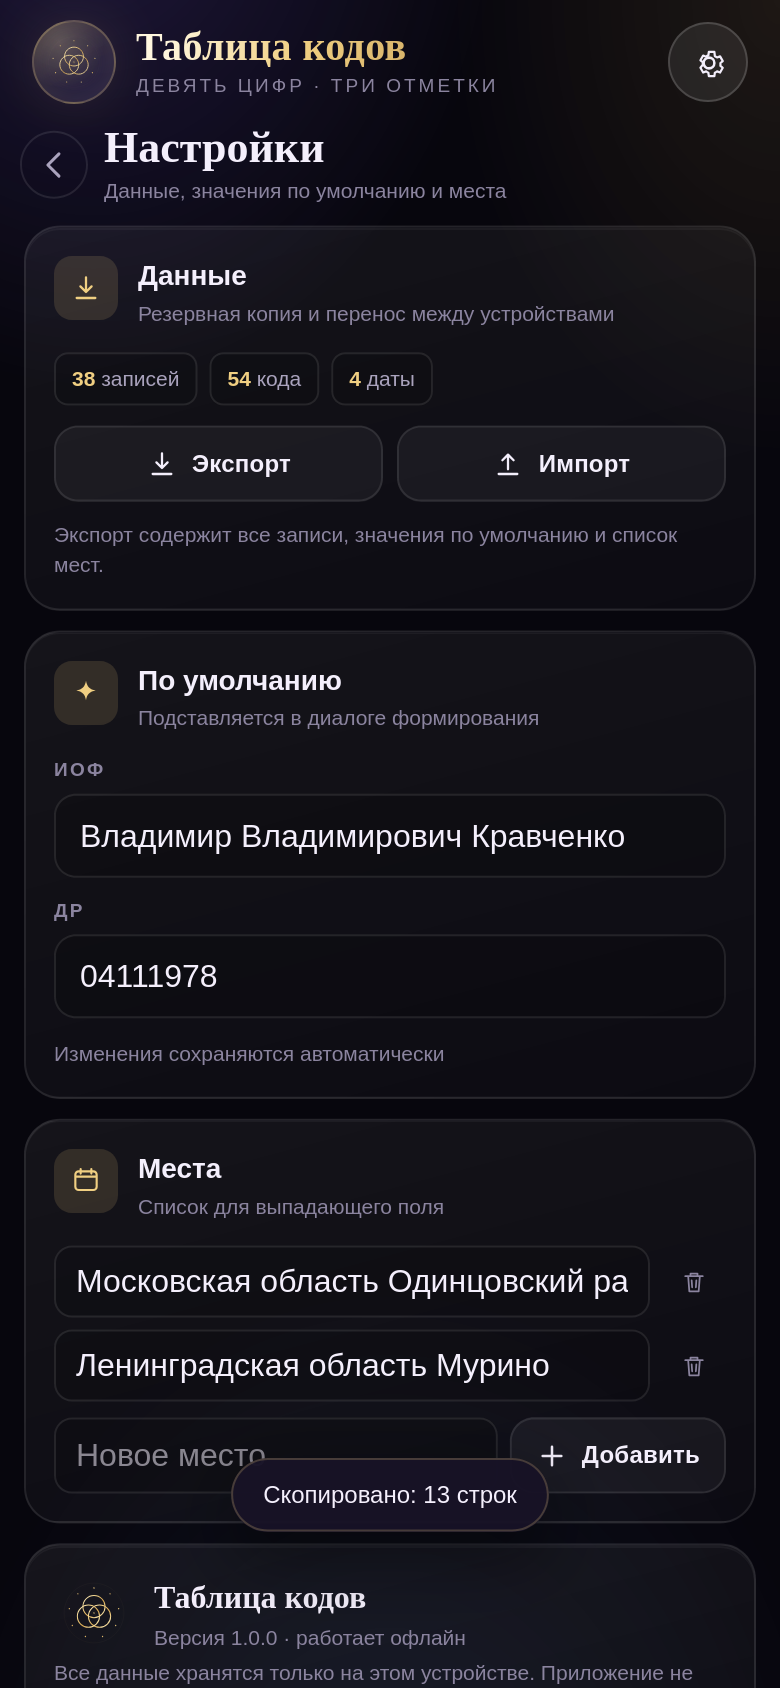 Таблица кодов
ДЕВЯТЬ ЦИФР · ТРИ ОТМЕТКИ
Настройки
Данные, значения по умолчанию и места
Данные
Резервная копия и перенос между устройствами
38 записей 54 кода 4 даты
Экспорт Импорт
Экспорт содержит все записи, значения по умолчанию и список
мест.
По умолчанию
Подставляется в диалоге формирования
ИОФ
Владимир Владимирович Кравченко
ДР
04111978
Изменения сохраняются автоматически
Места
Список для выпадающего поля
Московская область Одинцовский ра
Ленинградская область Мурино
Новое место
Добавить
Скопировано: 13 строк
Таблица кодов
Версия 1.0.0 · работает офлайн
Все данные хранятся только на этом устройстве. Приложение не